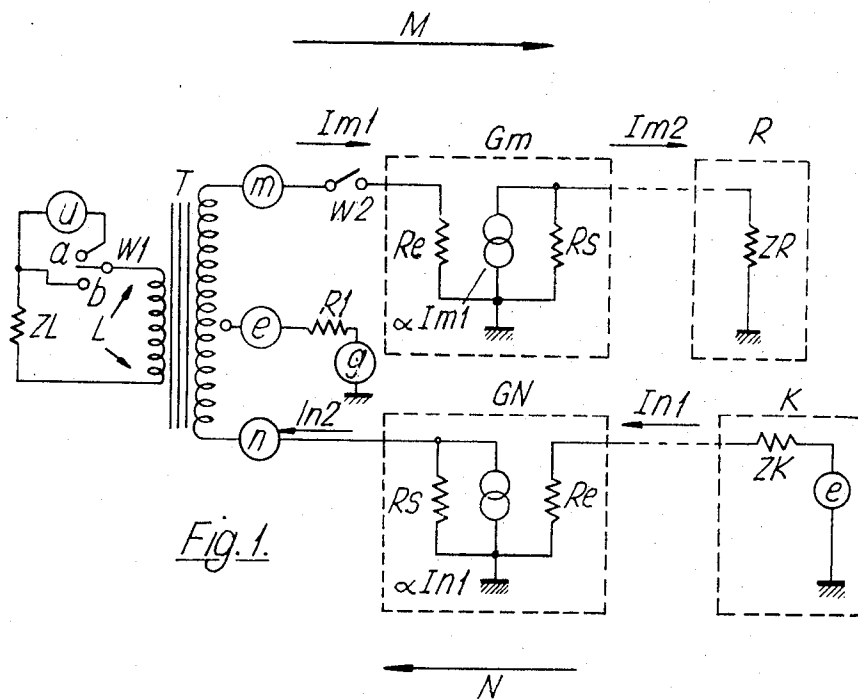 M
Im1
Gm
Im2
R
T
m
W2
u
a
W1
b
L
ZL
Re
Rs
ZR
αIm1
e
R1
g
In2
GN
In1
K
n
ZK
Rs
Re
e
αIn1
Fig. 1.
N